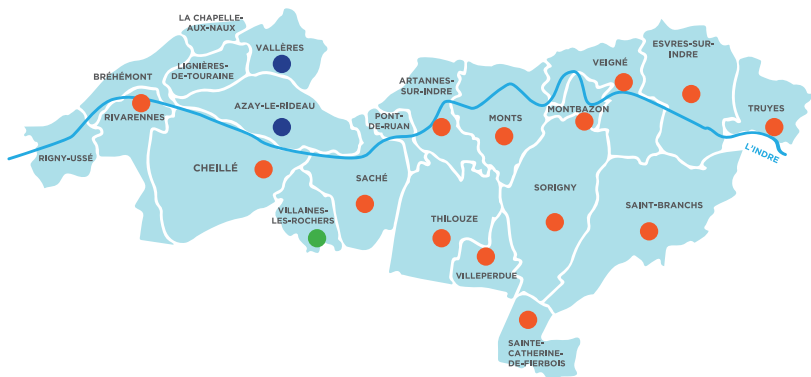 LA CHAPELLE-
AUX-NAUX
VALLÈRES
LIGNIÈRES-
DE-TOURAINE
BRÉHÉMONT
RIVARENNES
AZAY-LE-RIDEAU
RIGNY-USSÉ
CHEILLÉ
VILLAINES-
LES-ROCHERS
SACHÉ
PONT-
DE-RUAN
ARTANNES-
SUR-INDRE
MONTS
VEIGNÉ
MONTBAZON
ESVRES-SUR-
INDRE
TRUYES
L'INDRE
SORIGNY
SAINT-BRANCHS
THILOUZE
VILLEPERDUE
SAINTE-
CATHERINE-
DE-FIERBOIS